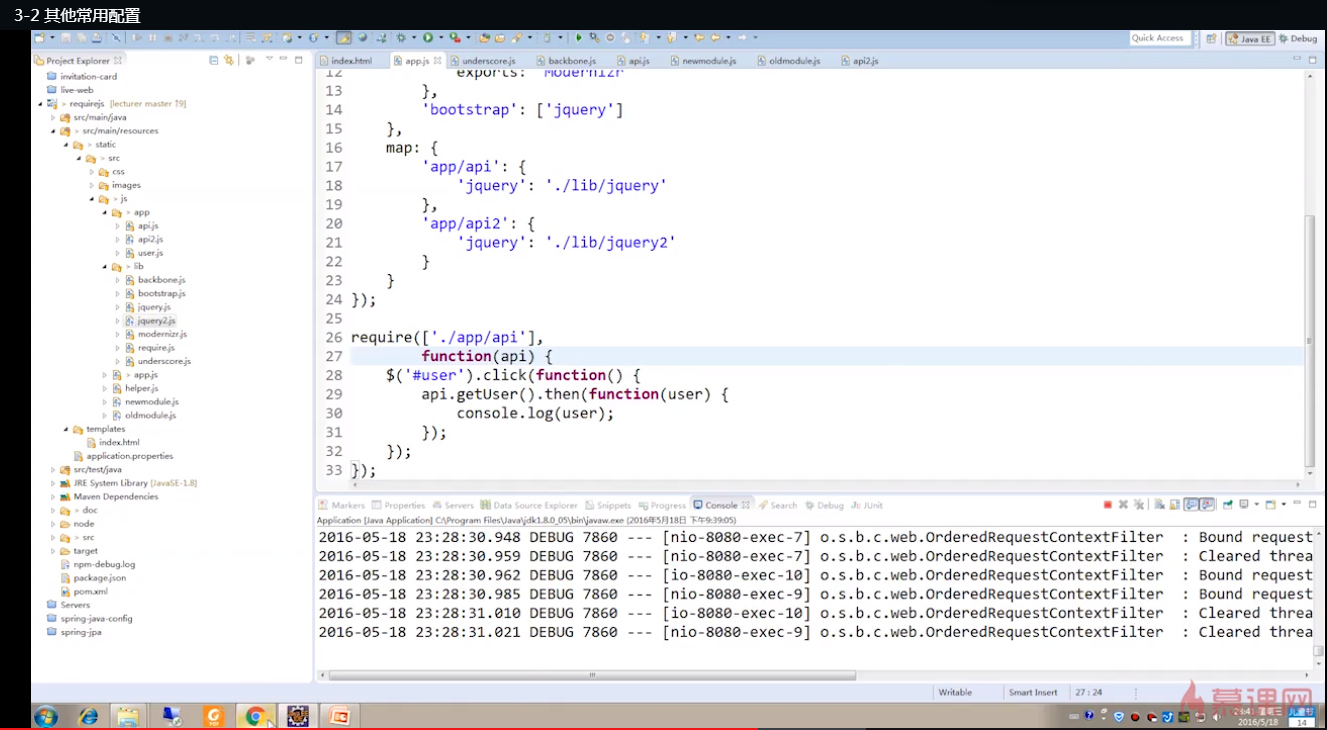 3-2 其他常用配置
Quick Access
Java EE
Debug
Project Explorer
index.html
app.js
underscore.js
backbone.js
api.js
newmodule.js
oldmodule.js
api2.js
invitation-card
live-web
> requirejs [lecturer master ↑9]
src/main/java
> src/main/resources
> static
> src
css
images
> js
> app
api.js
api2.js
user.js
> lib
backbone.js
bootstrap.js
jquery.js
jquery2.js
modernizr.js
require.js
underscore.js
> app.js
helper.js
newmodule.js
oldmodule.js
templates
index.html
application.properties
src/test/java
JRE System Library [JavaSE-1.8]
Maven Dependencies
> doc
node
> src
target
npm-debug.log
package.json
pom.xml
Servers
spring-java-config
spring-jpa
12 exports: 'Modernizr'
13 },
14 'bootstrap': ['jquery']
15 },
16 map: {
17 'app/api': {
18 'jquery': './lib/jquery'
19 },
20 'app/api2': {
21 'jquery': './lib/jquery2'
22 }
23 }
24 });
25
26 require(['./app/api'],
27 function(api) {
28 $('#user').click(function() {
29 api.getUser().then(function(user) {
30 console.log(user);
31 });
32 });
33 });
Markers
Properties
Servers
Data Source Explorer
Snippets
Progress
Console
Search
Debug
JUnit
Application [Java Application] C:\Program Files\Java\jdk1.8.0_05\bin\javaw.exe (2016年5月18日 下午9:39:05)
2016-05-18 23:28:30.948 DEBUG 7860 --- [nio-8080-exec-7] o.s.b.c.web.OrderedRequestContextFilter : Bound request
2016-05-18 23:28:30.959 DEBUG 7860 --- [nio-8080-exec-7] o.s.b.c.web.OrderedRequestContextFilter : Cleared threa
2016-05-18 23:28:30.962 DEBUG 7860 --- [io-8080-exec-10] o.s.b.c.web.OrderedRequestContextFilter : Bound request
2016-05-18 23:28:30.985 DEBUG 7860 --- [nio-8080-exec-9] o.s.b.c.web.OrderedRequestContextFilter : Bound request
2016-05-18 23:28:31.010 DEBUG 7860 --- [io-8080-exec-10] o.s.b.c.web.OrderedRequestContextFilter : Cleared threa
2016-05-18 23:28:31.021 DEBUG 7860 --- [nio-8080-exec-9] o.s.b.c.web.OrderedRequestContextFilter : Cleared threa
Writable
Smart Insert
27 : 24
慕课网
2016/5/18
儿童节
14